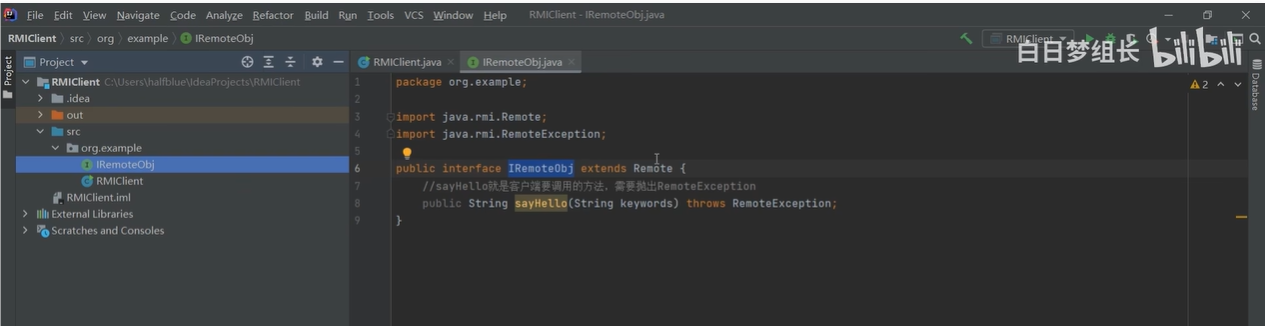 File Edit View Navigate Code Analyze Refactor Build Run Tools VCS Window Help RMIClient - IRemoteObj.java
RMIClient src org example IRemoteObj RMIClient
白日梦组长 bilibili
Project
Project
RMIClient.java
IRemoteObj.java
RMIClient C:\Users\halfblue\IdeaProjects\RMIClient
.idea
out
src
org.example
IRemoteObj
RMIClient
RMIClient.iml
External Libraries
Scratches and Consoles
1 package org.example;
2
3 import java.rmi.Remote;
4 import java.rmi.RemoteException;
5
6 public interface IRemoteObj extends Remote {
7 //sayHello就是客户端要调用的方法，需要抛出RemoteException
8 public String sayHello(String keywords) throws RemoteException;
9 }
2
Database